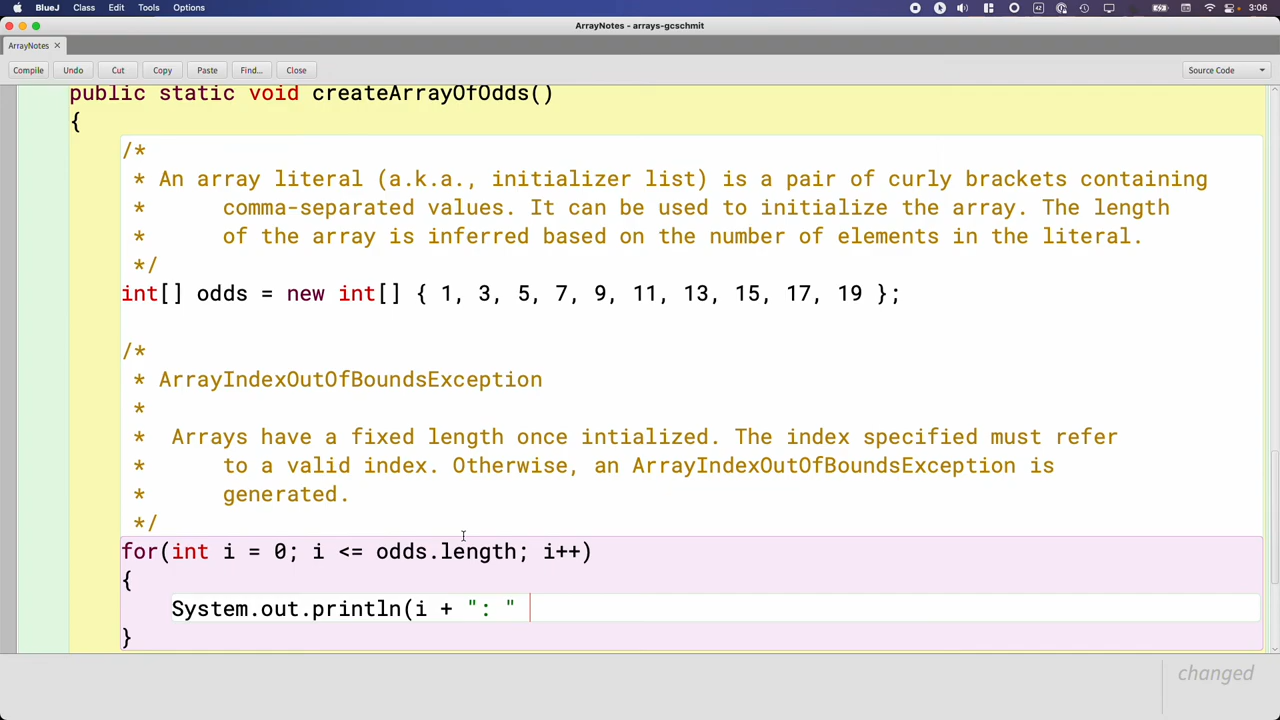 BlueJ Class Edit Tools Options 42 3:06
ArrayNotes - arrays-gcschmit
ArrayNotes ×
Compile Undo Cut Copy Paste Find... Close Source Code
public static void createArrayOfOdds()
{
/*
* An array literal (a.k.a., initializer list) is a pair of curly brackets containing
* comma-separated values. It can be used to initialize the array. The length
* of the array is inferred based on the number of elements in the literal.
*/
int[] odds = new int[] { 1, 3, 5, 7, 9, 11, 13, 15, 17, 19 };
/*
* ArrayIndexOutOfBoundsException
*
* Arrays have a fixed length once intialized. The index specified must refer
* to a valid index. Otherwise, an ArrayIndexOutOfBoundsException is
* generated.
*/
for(int i = 0; i <= odds.length; i++)
{
System.out.println(i + ": "
}
changed